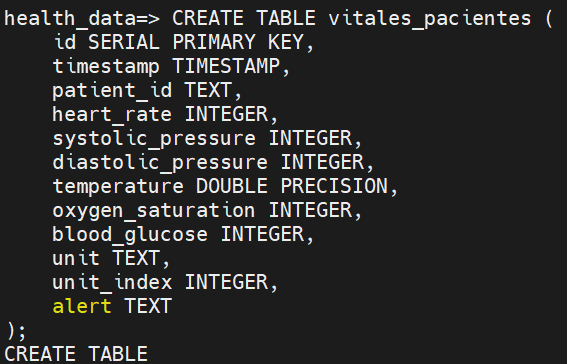 health_data=> CREATE TABLE vitales_pacientes (
    id SERIAL PRIMARY KEY,
    timestamp TIMESTAMP,
    patient_id TEXT,
    heart_rate INTEGER,
    systolic_pressure INTEGER,
    diastolic_pressure INTEGER,
    temperature DOUBLE PRECISION,
    oxygen_saturation INTEGER,
    blood_glucose INTEGER,
    unit TEXT,
    unit_index INTEGER,
    alert TEXT
);
CREATE TABLE